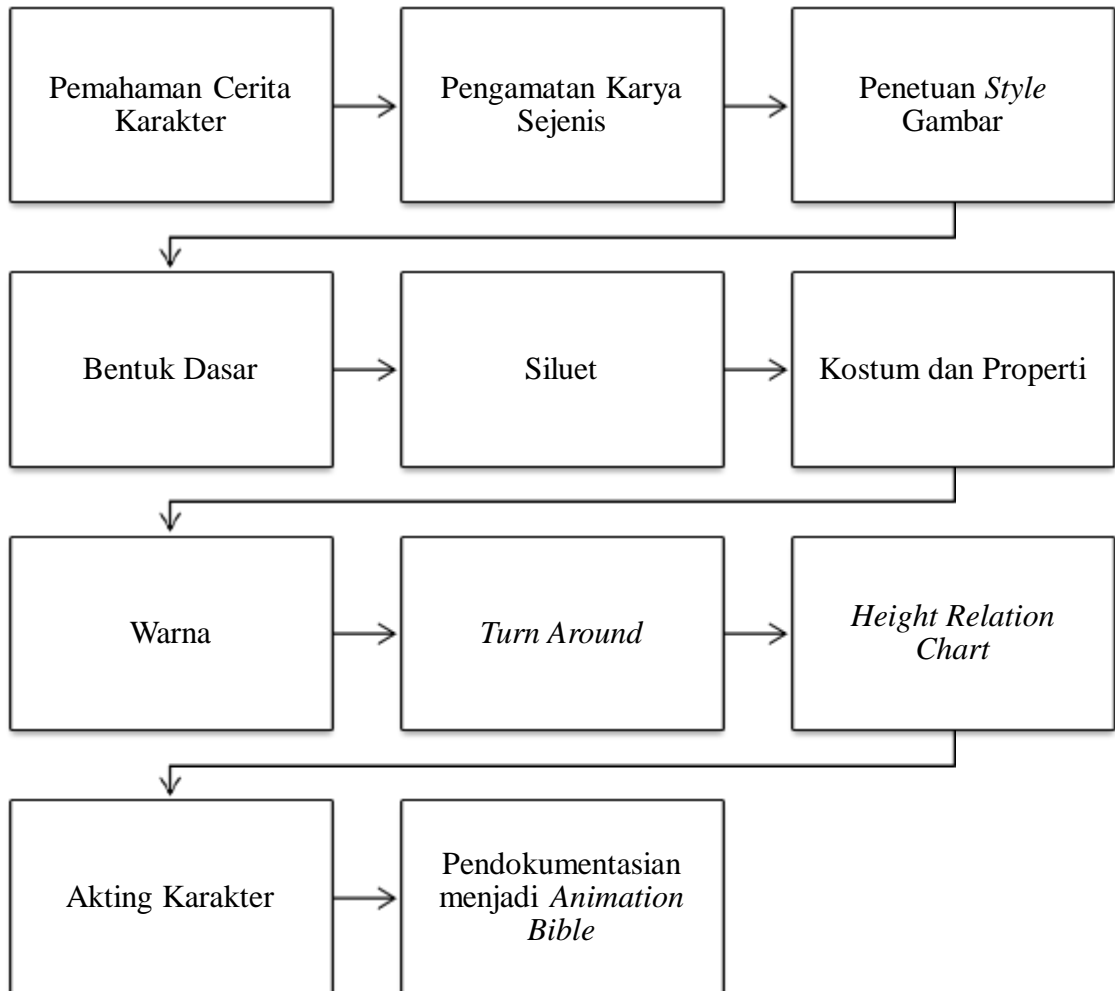 Pemahaman Cerita
Karakter
Pengamatan Karya
Sejenis
Penetuan Style
Gambar
Bentuk Dasar
Siluet
Kostum dan Properti
Warna
Turn Around
Height Relation
Chart
Akting Karakter
Pendokumentasian
menjadi Animation
Bible